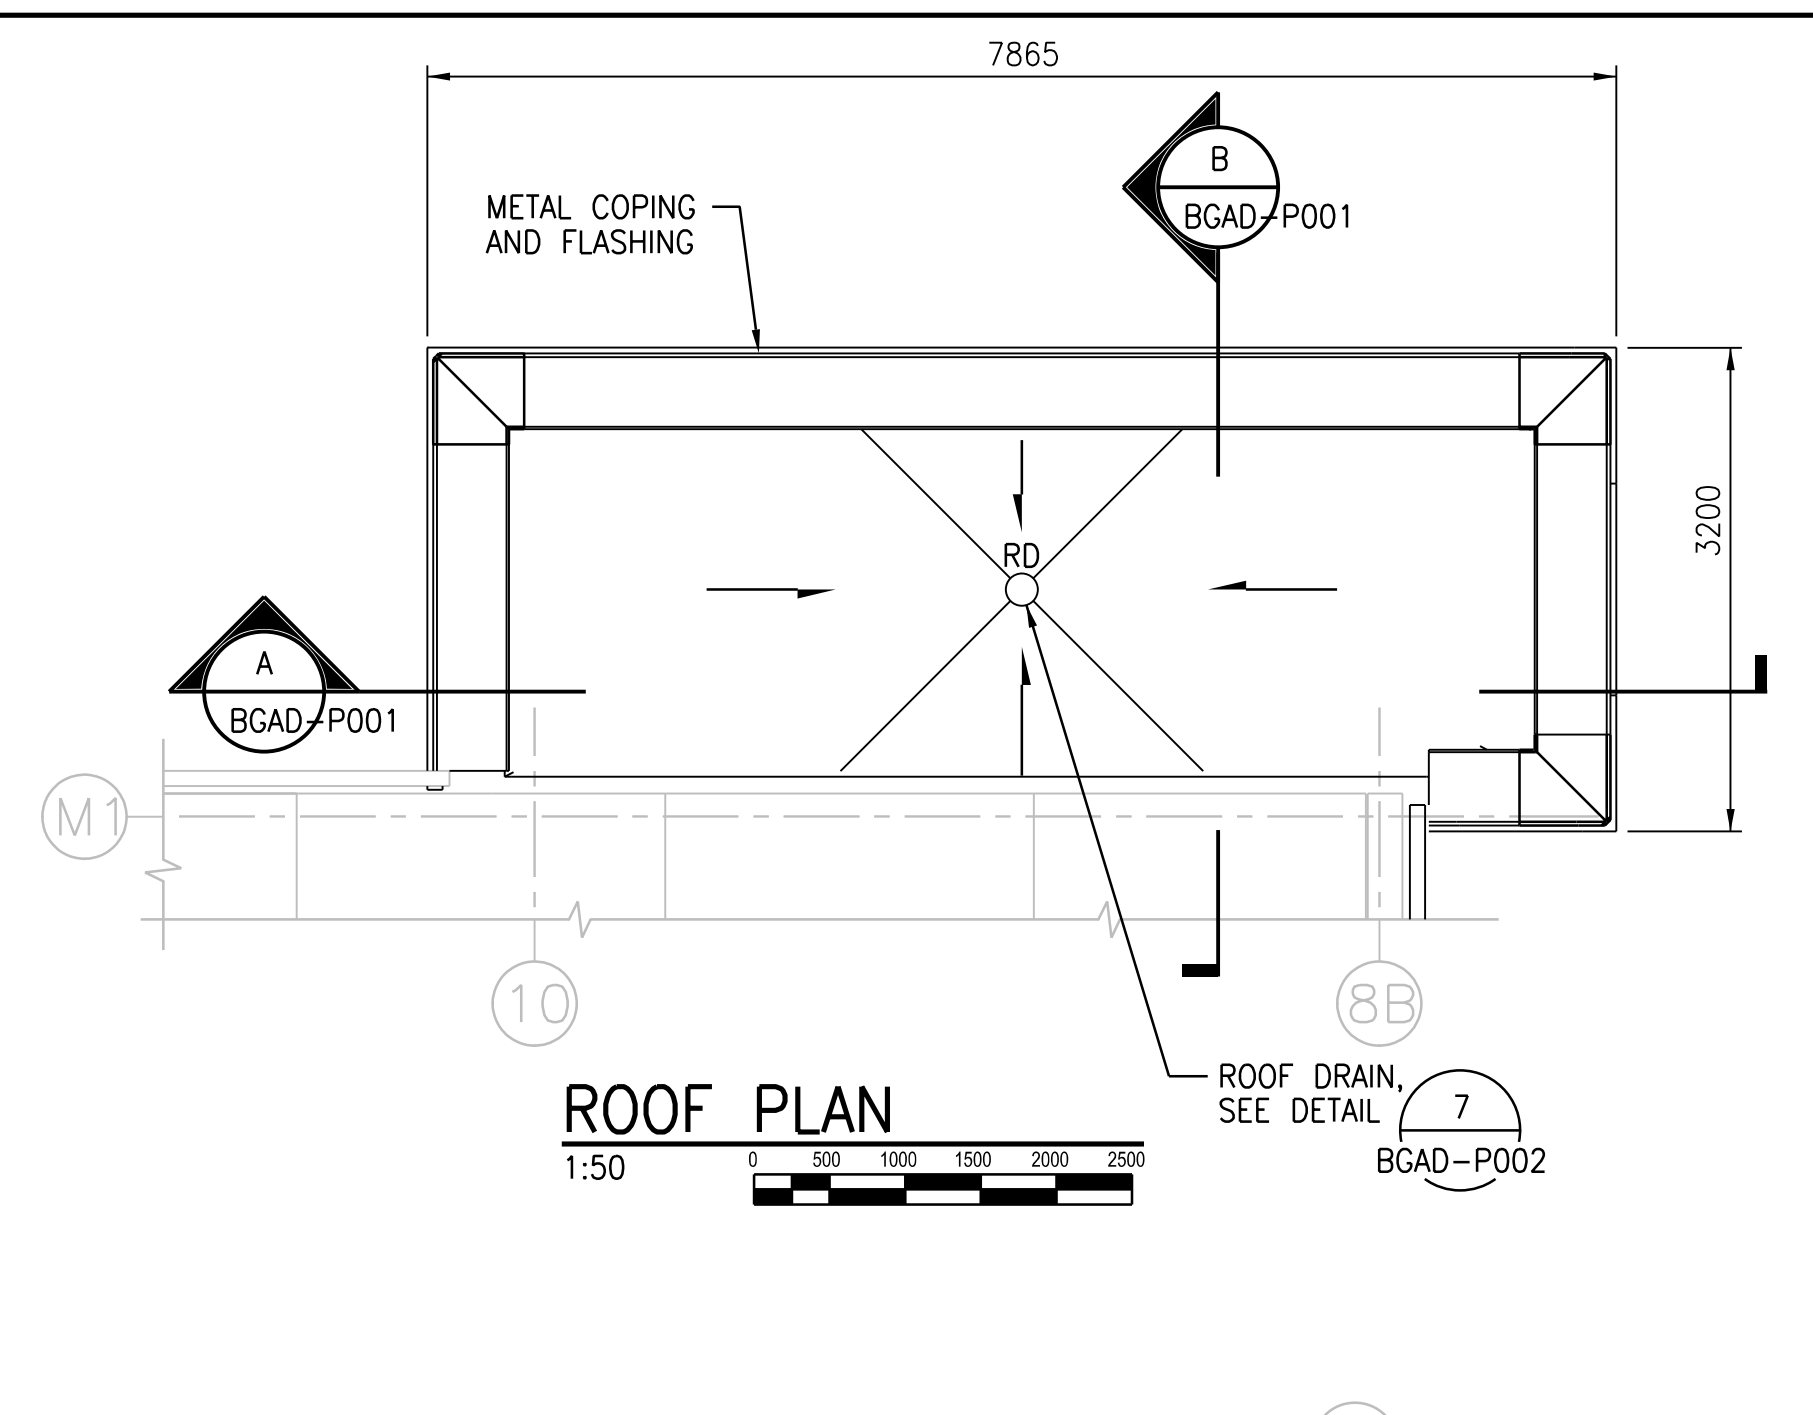 7865
B
BGAD-P001
METAL COPING
AND FLASHING
3200
RD
A
BGAD-P001
M1
10
8B
ROOF DRAIN,
SEE DETAIL
7
BGAD-P002
ROOF PLAN
1:50
0 500 1000 1500 2000 2500